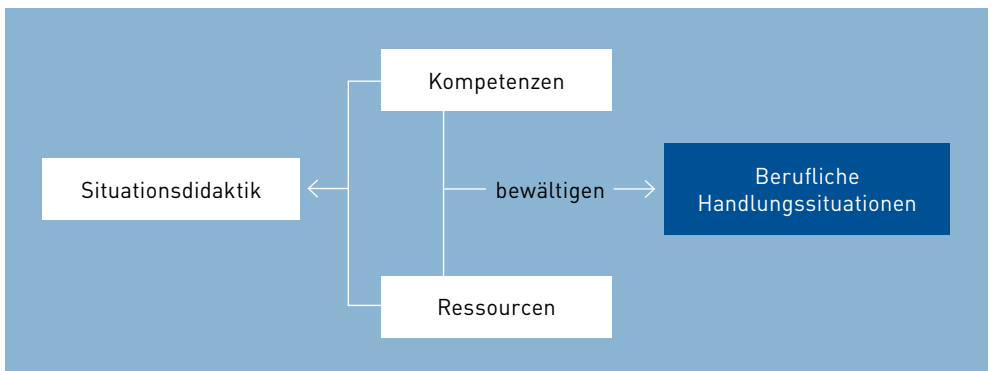 Kompetenzen
Situationsdidaktik
bewältigen
Berufliche
Handlungssituationen
Ressourcen